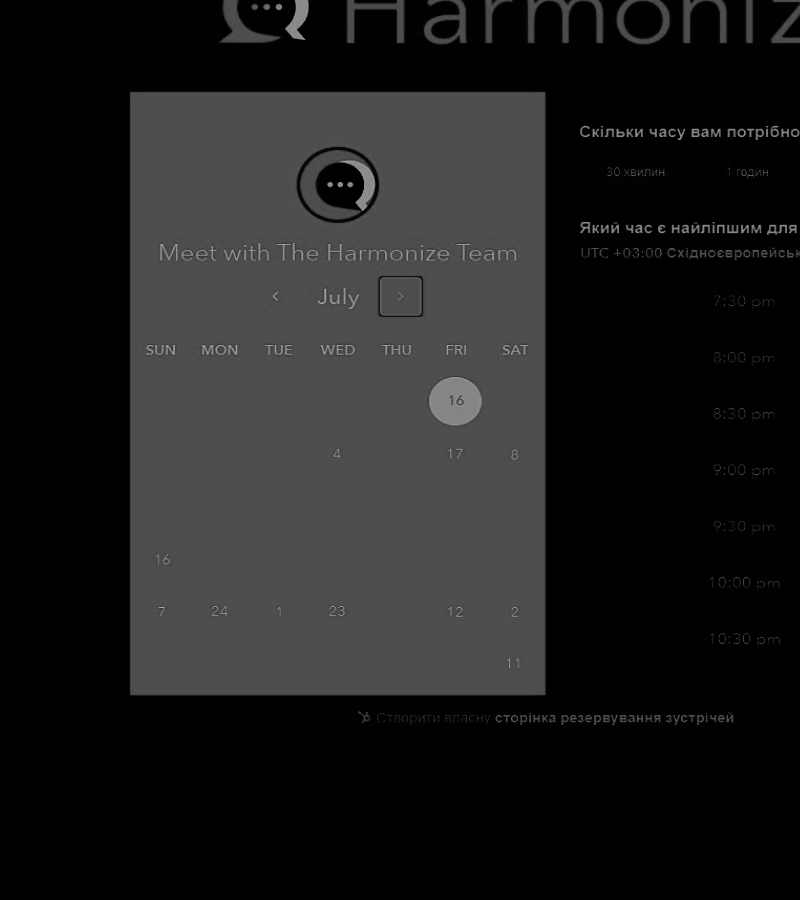 Harmoniz
Meet with The Harmonize Team
July
SUN MON TUE WED THU FRI SAT
16
4 17 8
16
7 24 1 23 12 2
11
Скільки часу вам потрібно
30 хвилин 1 годин
Який час є найліпшим для
UTC +03:00 Східноєвропейськ
7:30 pm
8:00 pm
8:30 pm
9:00 pm
9:30 pm
10:00 pm
10:30 pm
Створити власну сторінка резервування зустрічей